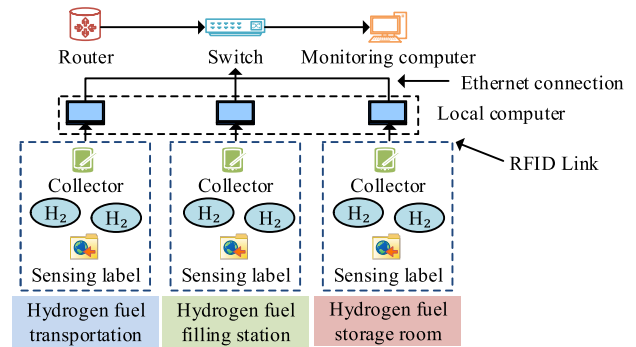 Router
Switch
Monitoring computer
Ethernet connection
Local computer
RFID Link
Collector
H₂
H₂
Sensing label
Collector
H₂
H₂
Sensing label
Collector
H₂
H₂
Sensing label
Hydrogen fuel
transportation
Hydrogen fuel
filling station
Hydrogen fuel
storage room